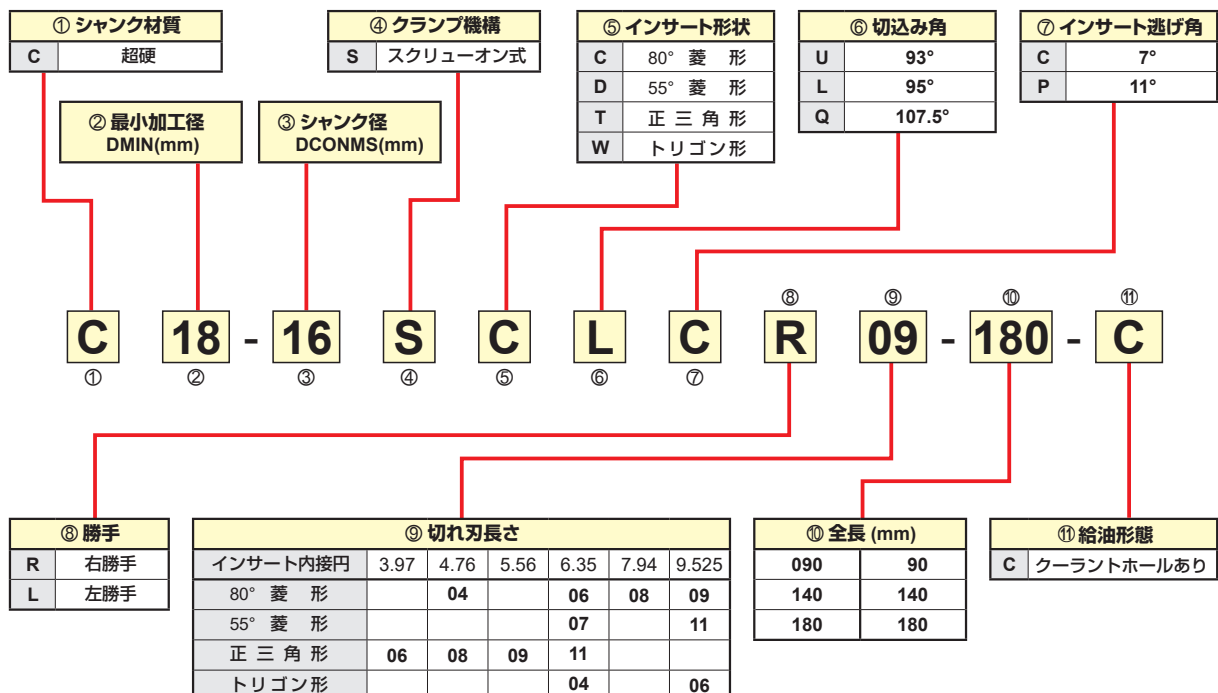 ① シャンク材質
C 超硬
② 最小加工径
DMIN(mm)
③ シャンク径
DCONMS(mm)
④ クランプ機構
S スクリューオン式
⑤ インサート形状
C 80° 菱 形
D 55° 菱 形
T 正 三 角 形
W トリゴン形
⑥ 切込み角
U 93°
L 95°
Q 107.5°
⑦ インサート逃げ角
C 7°
P 11°
⑧ ⑨ ⑩ ⑪
C 18 - 16 S C L C R 09 - 180 - C
① ② ③ ④ ⑤ ⑥ ⑦
⑧ 勝手
R 右勝手
L 左勝手
⑨ 切れ刃長さ
インサート内接円 3.97 4.76 5.56 6.35 7.94 9.525
80° 菱 形 04 06 08 09
55° 菱 形 07 11
正 三 角 形 06 08 09 11
トリゴン形 04 06
⑩ 全長 (mm)
090 90
140 140
180 180
⑪ 給油形態
C クーラントホールあり